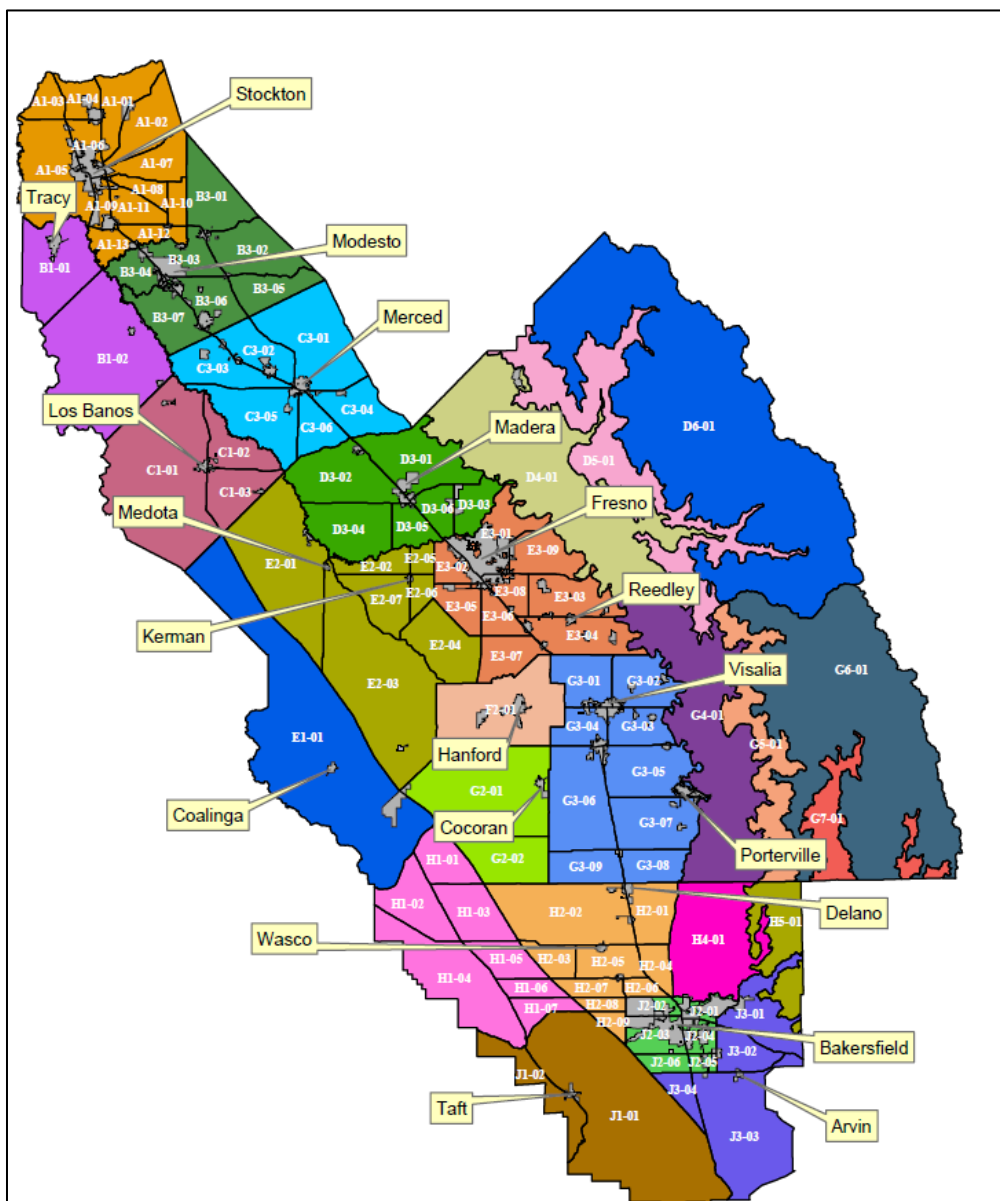 A1-03
A1-04
A1-01
Stockton
A1-02
A1-06
A1-05
A1-07
A1-08
Tracy
A1-09
A1-11
A1-10
B3-01
A1-12
A1-13
Modesto
B3-02
B3-03
B1-01
B3-04
B3-05
B3-06
B3-07
Merced
C3-01
B1-02
C3-02
C3-03
C3-04
Los Banos
C3-05
C3-06
D6-01
C1-02
Madera
C1-01
D3-01
D5-01
D3-02
D4-01
C1-03
Medota
D3-06
D3-03
Fresno
D3-04
D3-05
E3-01
E3-09
E2-01
E2-05
E2-02
E3-02
Reedley
E2-07
E2-06
E3-08
E3-03
Kerman
E3-05
E3-06
E3-04
E2-04
E3-07
Visalia
G6-01
E2-03
G3-01
G3-02
F2-01
G4-01
G3-04
G3-03
E1-01
Hanford
G5-01
G3-05
Coalinga
G2-01
Cocoran
G3-06
G7-01
G3-07
Porterville
H1-01
G2-02
G3-09
G3-08
H1-02
H1-03
H2-02
H2-01
Delano
H5-01
Wasco
H4-01
H1-05
H2-03
H2-05
H2-04
H1-04
H1-06
H2-07
H2-06
H1-07
H2-08
J2-02
J2-01
J3-01
H2-09
J2-03
J2-04
Bakersfield
J3-02
J2-06
J2-05
J1-02
J3-04
Taft
J1-01
Arvin
J3-03